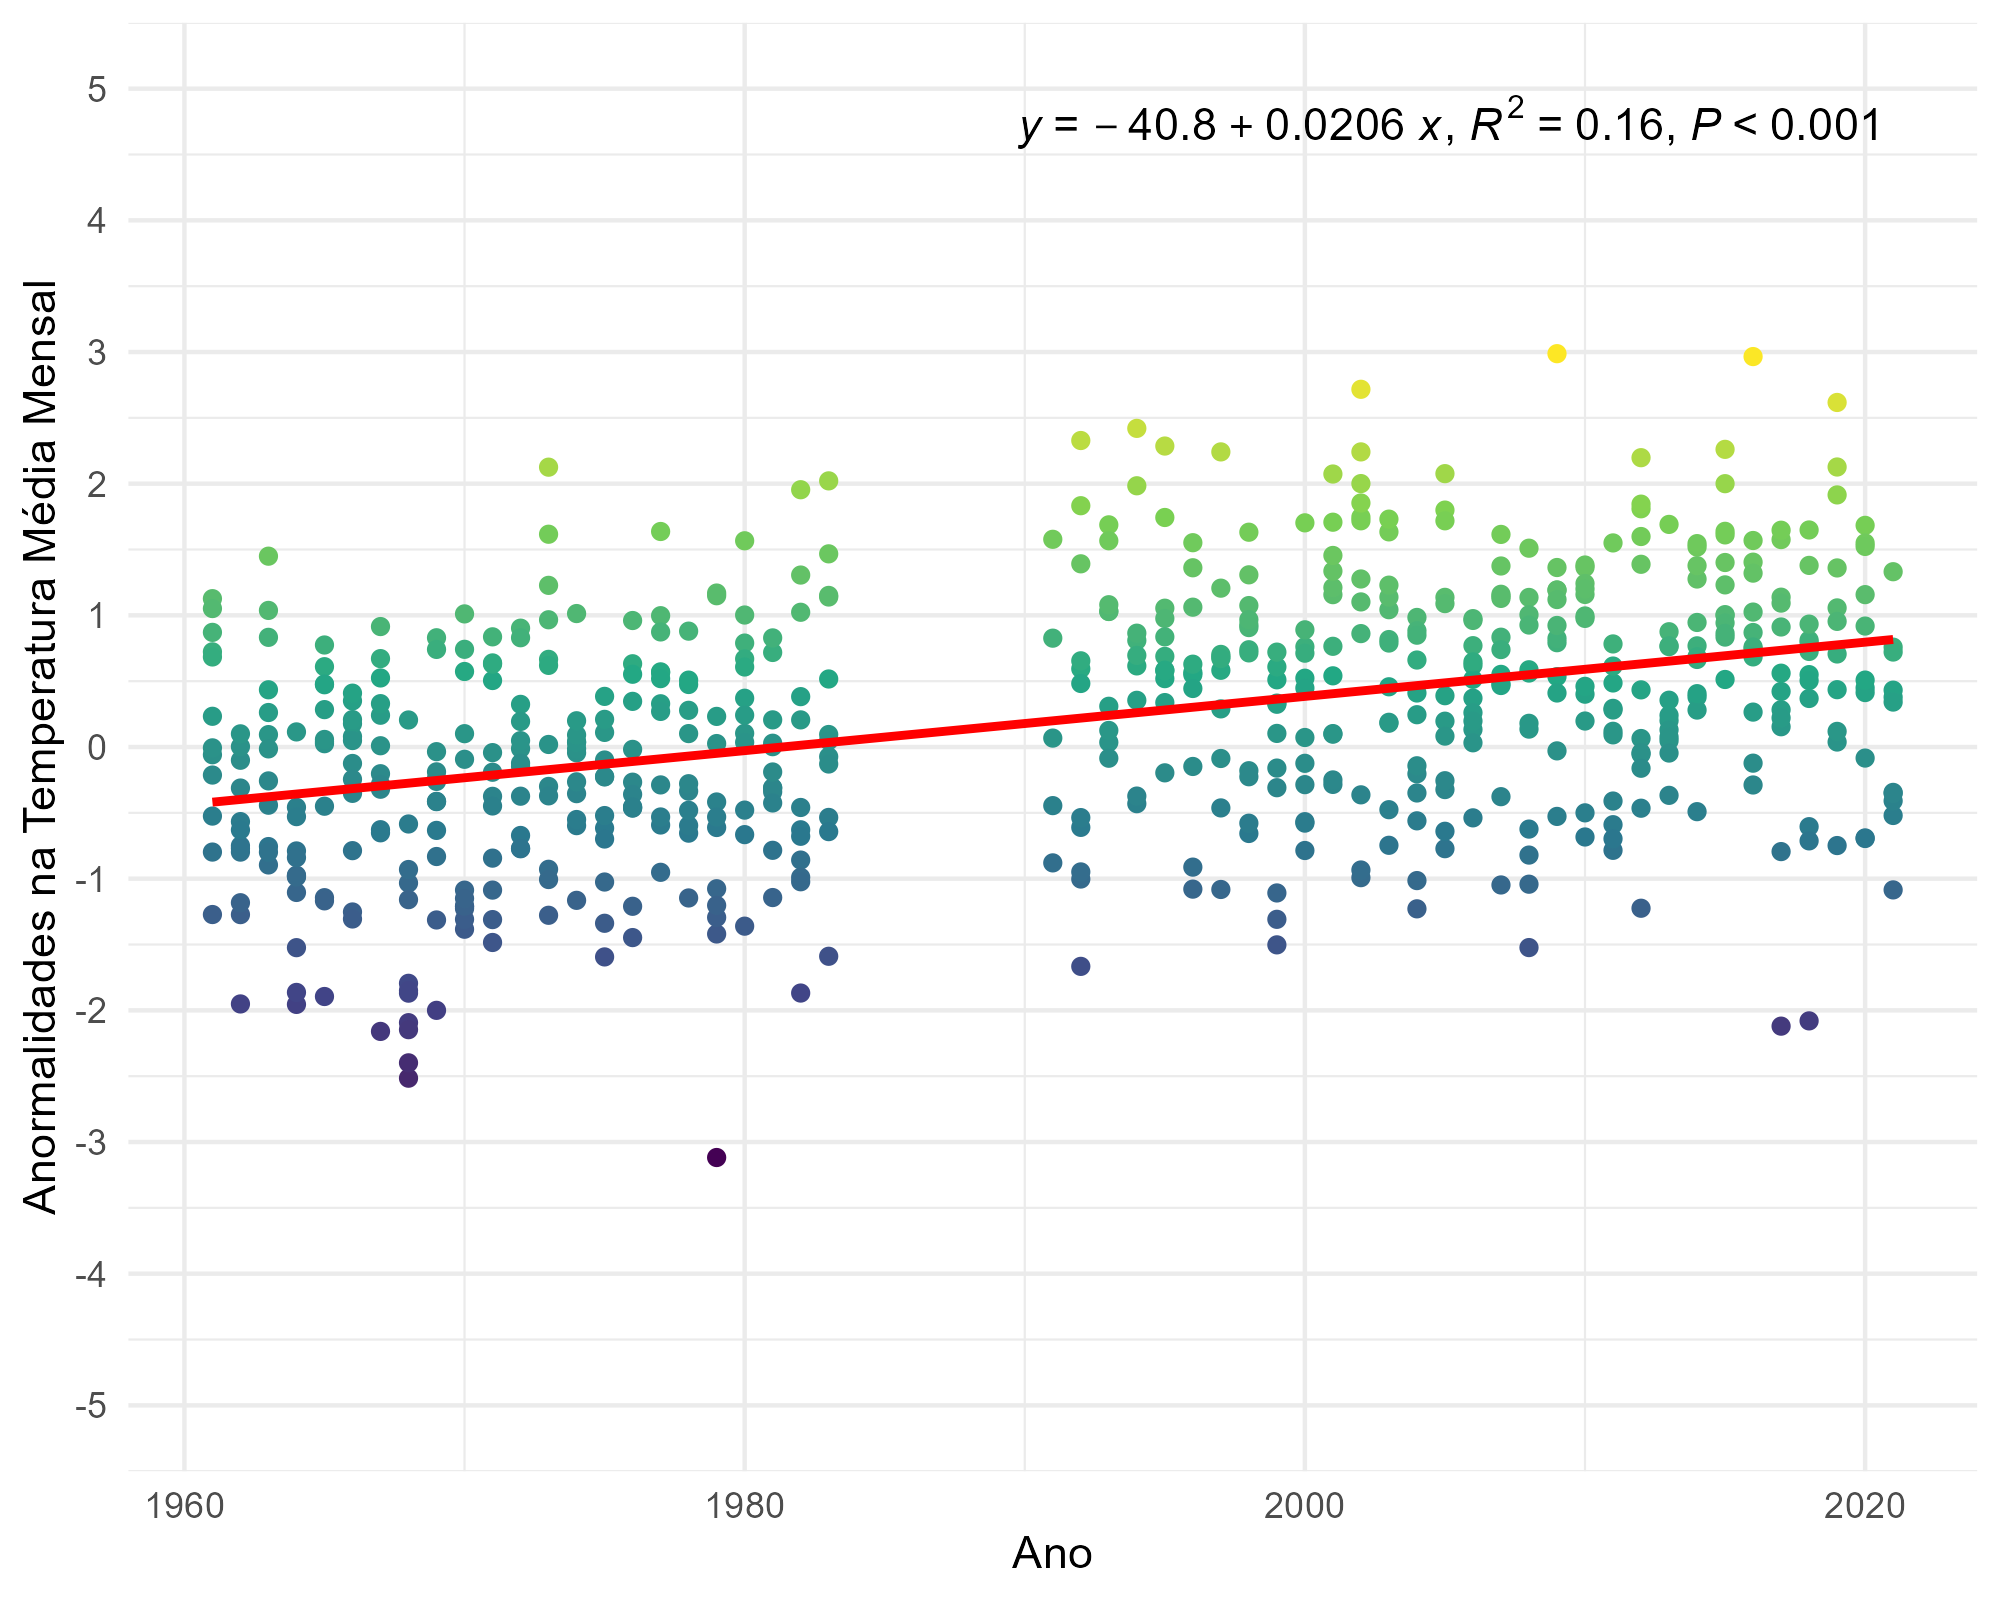 y = − 40.8 + 0.0206 x, R² = 0.16, P < 0.001
Anormalidades na Temperatura Média Mensal
5
4
3
2
1
0
-1
-2
-3
-4
-5
1960 1980 2000 2020
Ano